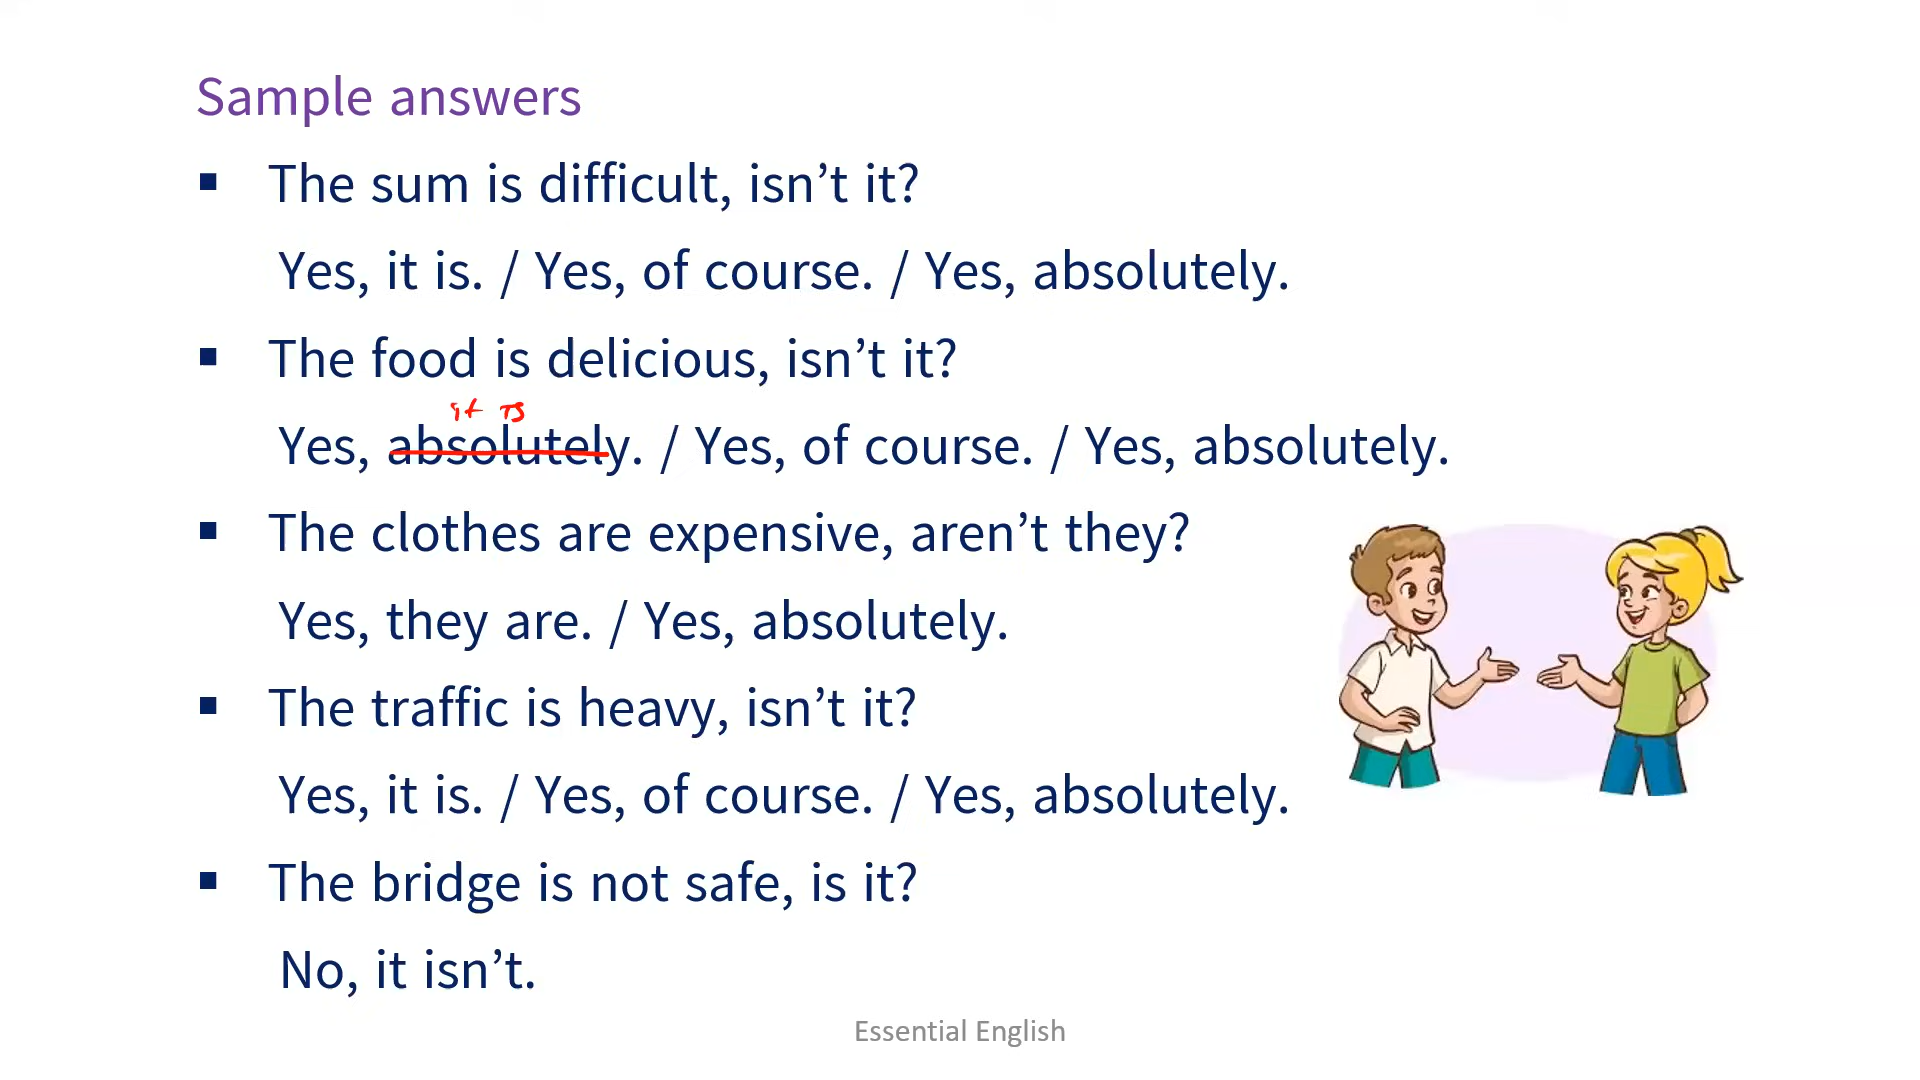 Sample answers
▪ The sum is difficult, isn’t it?
Yes, it is. / Yes, of course. / Yes, absolutely.
▪ The food is delicious, isn’t it?
it is
Yes, absolutely. / Yes, of course. / Yes, absolutely.
▪ The clothes are expensive, aren’t they?
Yes, they are. / Yes, absolutely.
▪ The traffic is heavy, isn’t it?
Yes, it is. / Yes, of course. / Yes, absolutely.
▪ The bridge is not safe, is it?
No, it isn’t.
Essential English